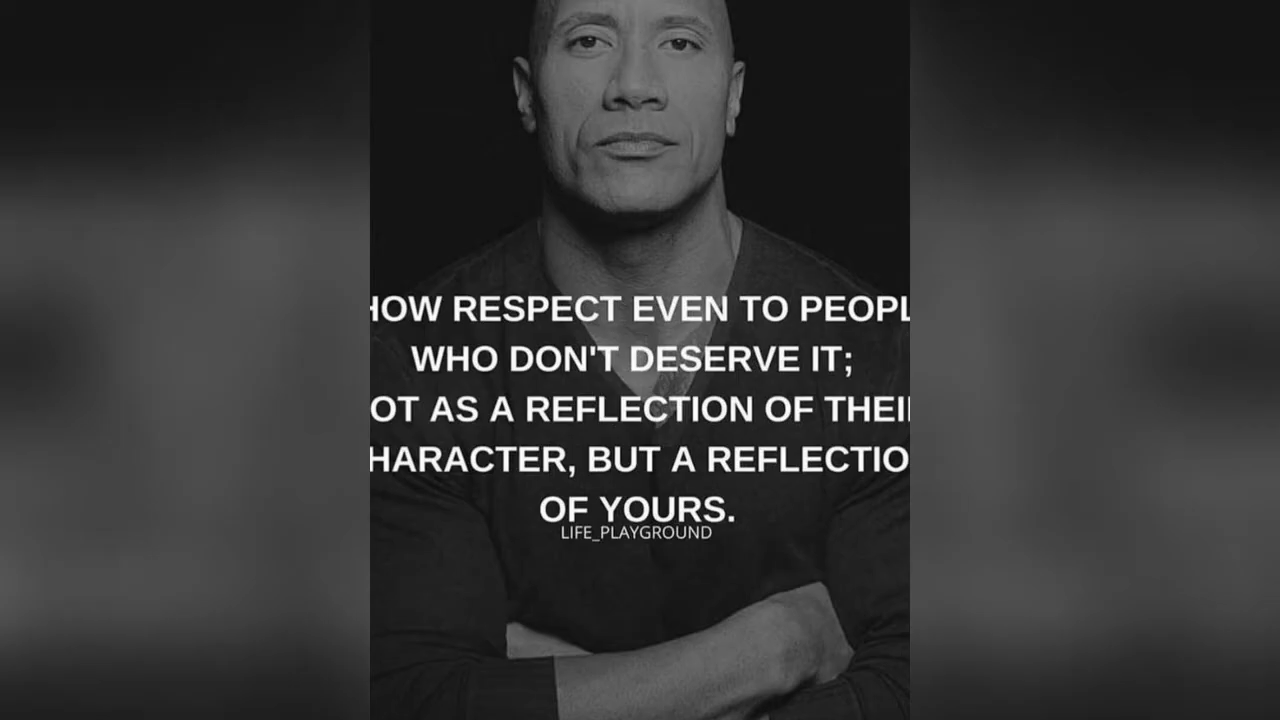 HOW RESPECT EVEN TO PEOPL
WHO DON'T DESERVE IT;
OT AS A REFLECTION OF THEI
HARACTER, BUT A REFLECTIO
OF YOURS.
LIFE_PLAYGROUND